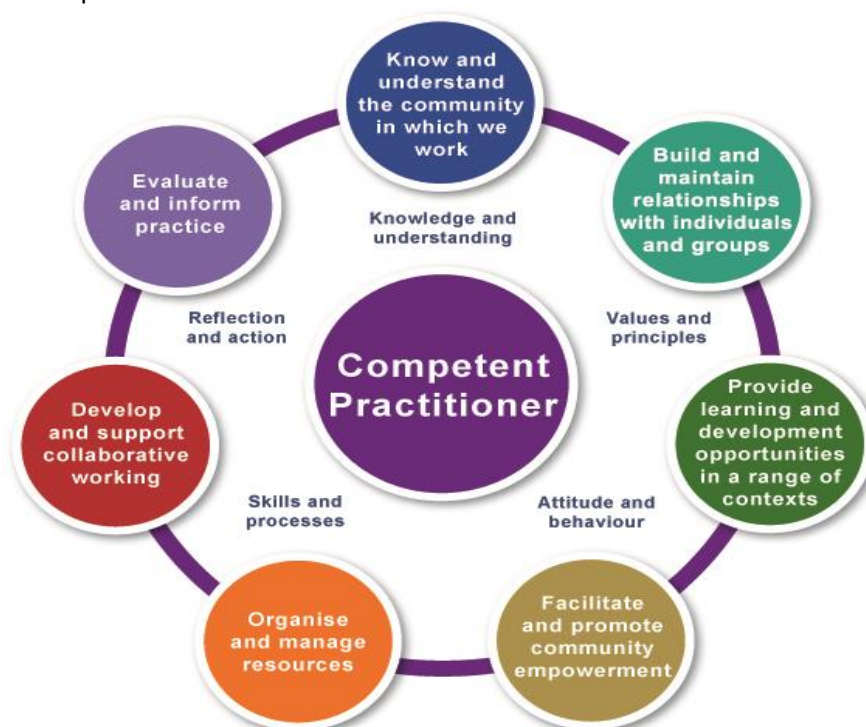 Know and
understand
the community
in which we
work
Build and
maintain
relationships
with individuals
and groups
Provide
learning and
development
opportunities
in a range of
contexts
Facilitate
and promote
community
empowerment
Organise
and manage
resources
Develop
and support
collaborative
working
Evaluate
and inform
practice
Knowledge and
understanding
Values and
principles
Attitude and
behaviour
Skills and
processes
Reflection
and action
Competent
Practitioner